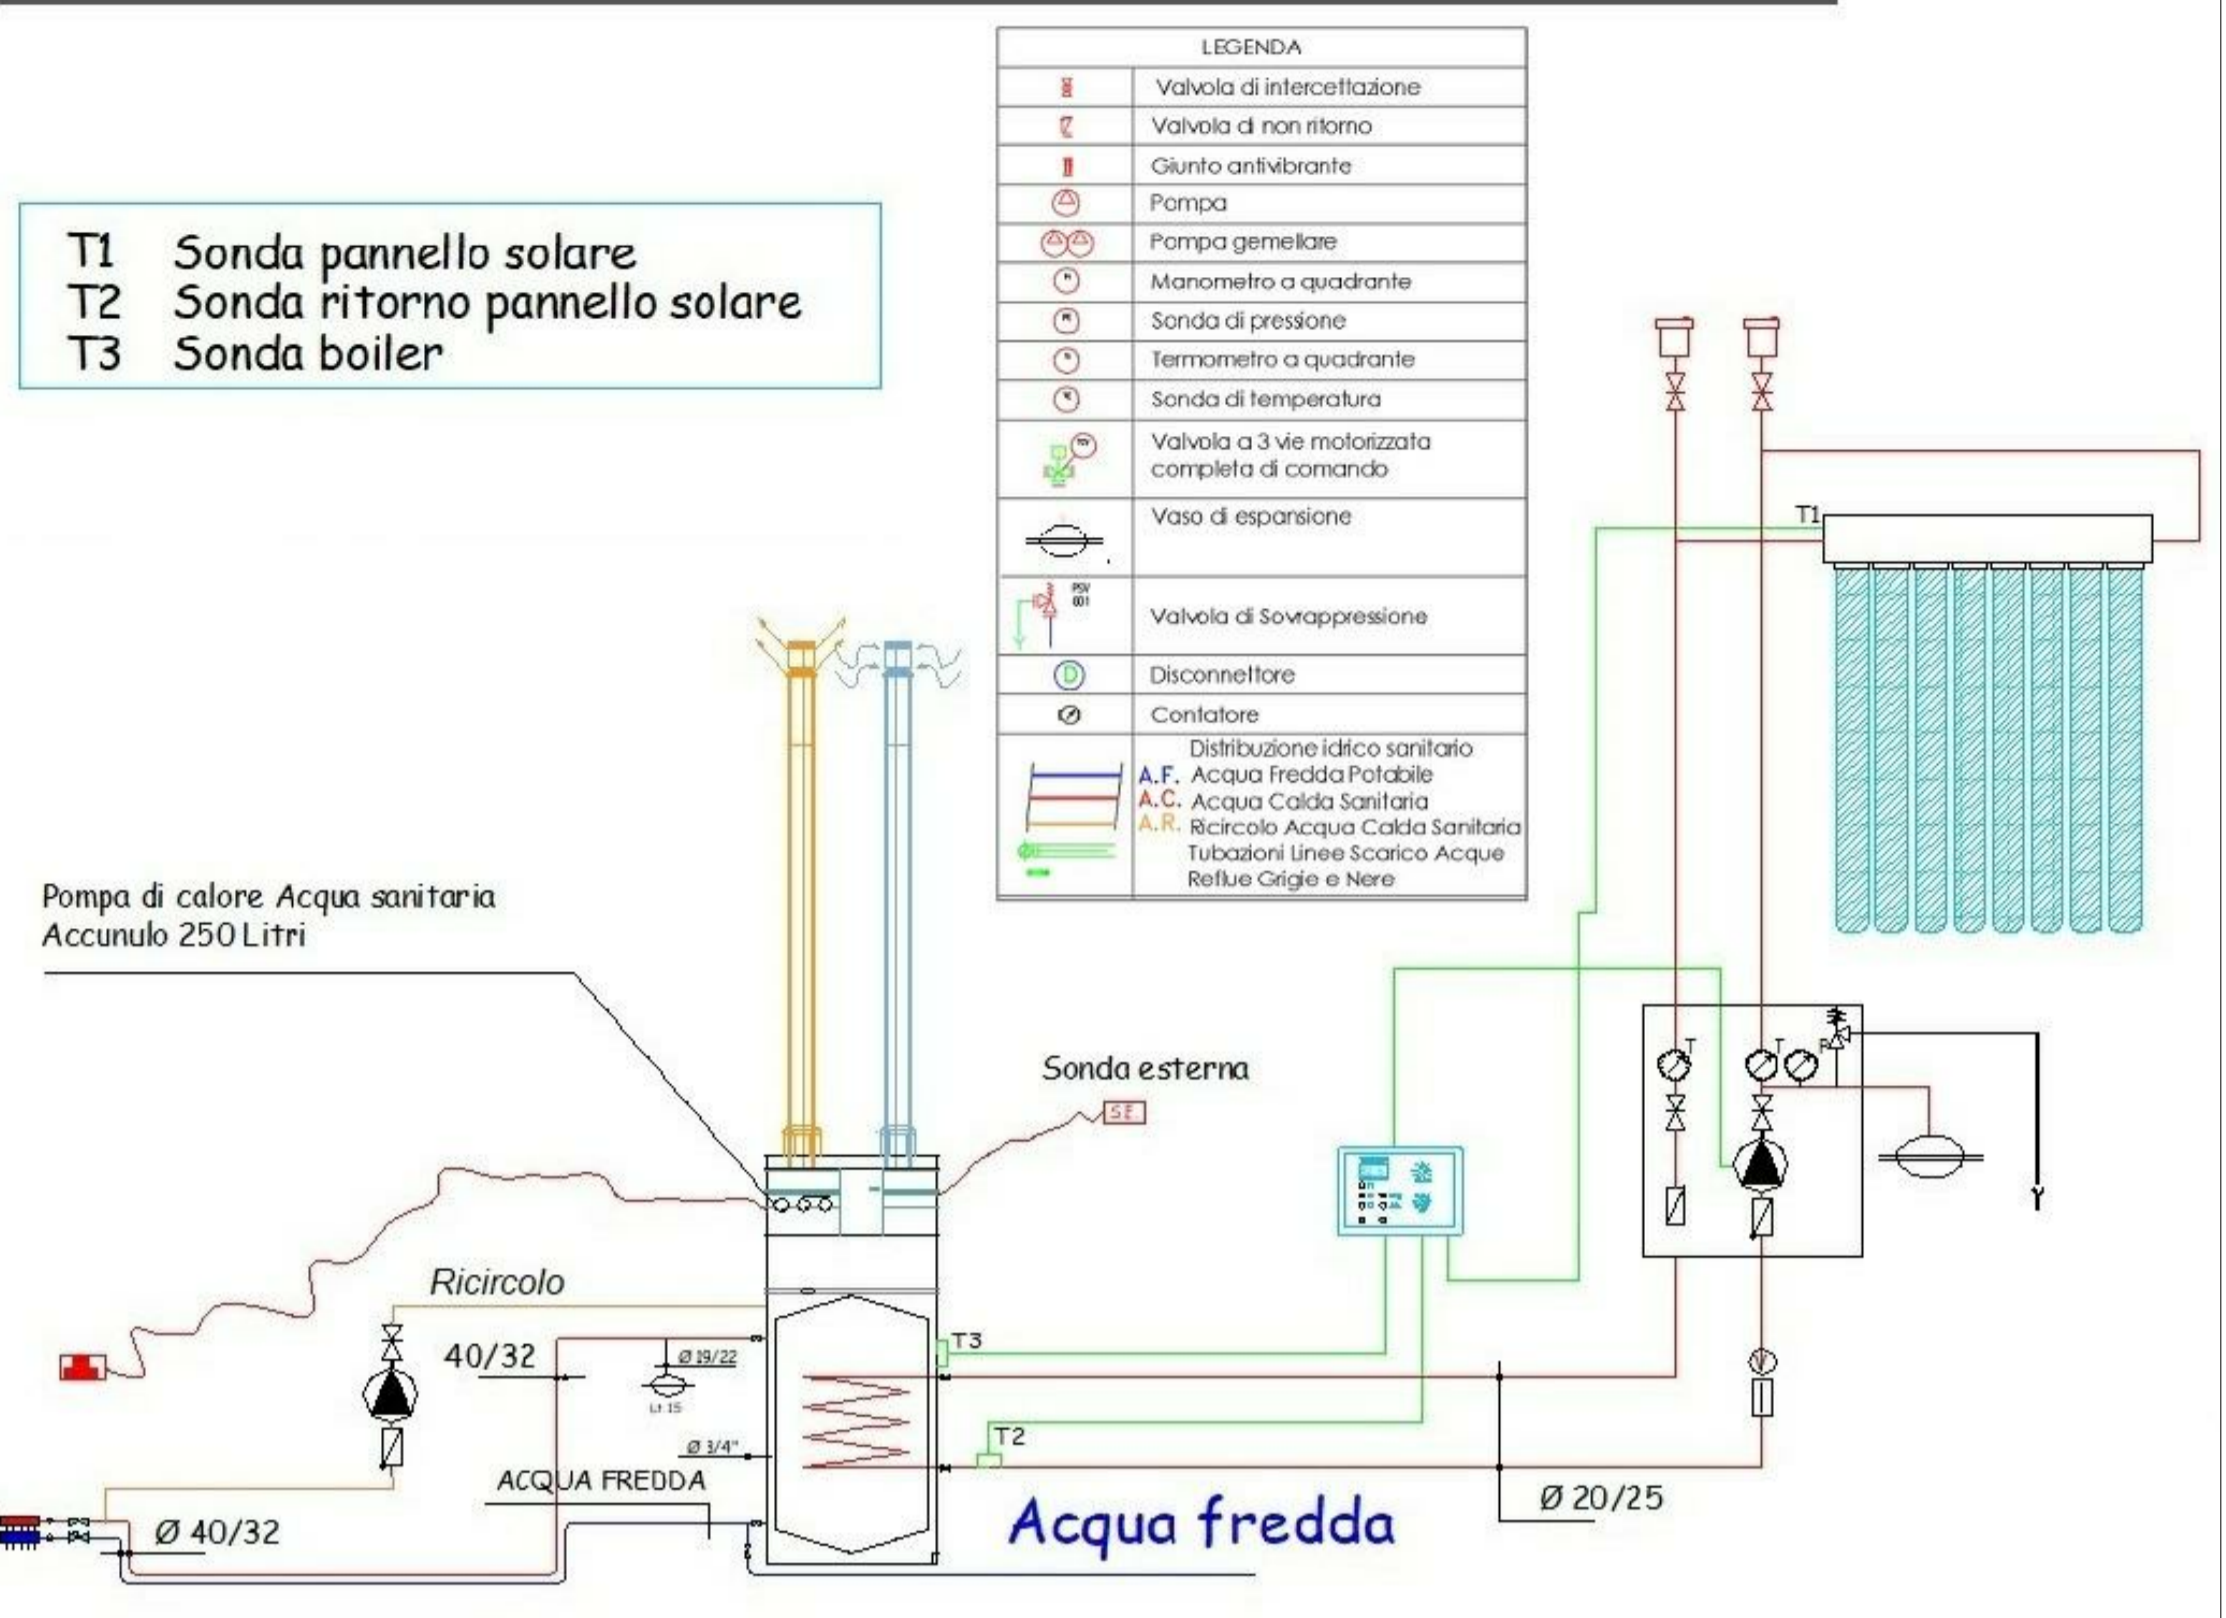 LEGENDA
Valvola di intercettazione
Valvola di non ritorno
Giunto antivibrante
Pompa
Pompa gemellare
Manometro a quadrante
Sonda di pressione
Termometro a quadrante
Sonda di temperatura
Valvola a 3 vie motorizzata
completa di comando
Vaso di espansione
PSV
001
Valvola di Sovrappressione
D
Disconnettore
Contatore
Distribuzione idrico sanitario
A.F. Acqua Fredda Potabile
A.C. Acqua Calda Sanitaria
A.R. Ricircolo Acqua Calda Sanitaria
Tubazioni Linee Scarico Acque
Reflue Grigie e Nere
T1 Sonda pannello solare
T2 Sonda ritorno pannello solare
T3 Sonda boiler
T1
Pompa di calore Acqua sanitaria
Accunulo 250 Litri
Sonda esterna
S.E.
T
T
P
Y
Ricircolo
40/32
Ø 19/22
Lt 15
T3
Ø 3/4"
T2
ACQUA FREDDA
Ø 40/32
Acqua fredda
Ø 20/25